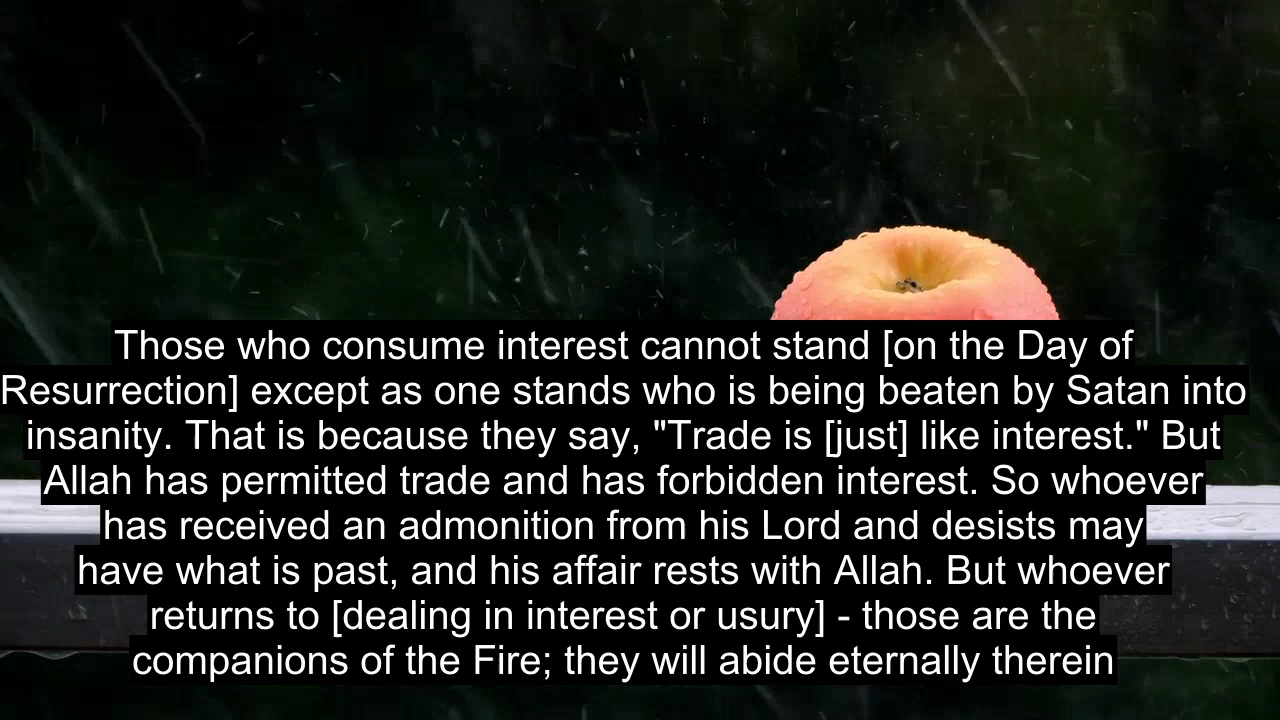 Those who consume interest cannot stand [on the Day of
Resurrection] except as one stands who is being beaten by Satan into
insanity. That is because they say, "Trade is [just] like interest." But
Allah has permitted trade and has forbidden interest. So whoever
has received an admonition from his Lord and desists may
have what is past, and his affair rests with Allah. But whoever
returns to [dealing in interest or usury] - those are the
companions of the Fire; they will abide eternally therein